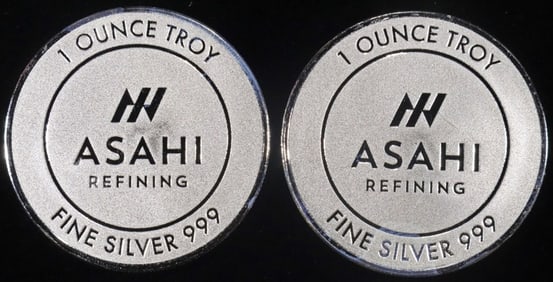 1 OUNCE TROY
ASAHI
REFINING
FINE SILVER 999
1 OUNCE TROY
ASAHI
REFINING
FINE SILVER 999